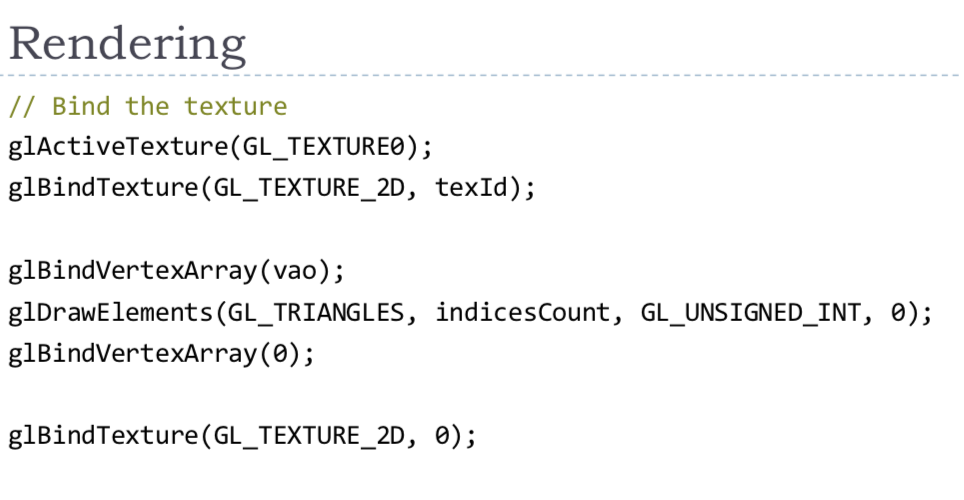 Rendering
// Bind the texture
glActiveTexture(GL_TEXTURE0);
glBindTexture(GL_TEXTURE_2D, texId);
glBindVertexArray(vao);
glDrawElements(GL_TRIANGLES, indicesCount, GL_UNSIGNED_INT, 0);
glBindVertexArray(0);
glBindTexture(GL_TEXTURE_2D, 0);